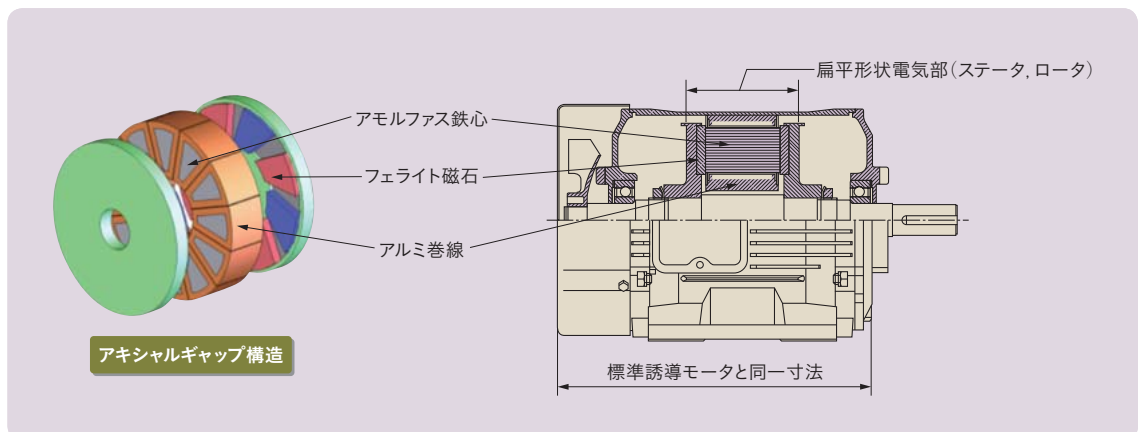 扁平形状電気部(ステータ, ロータ)
アモルファス鉄心
フェライト磁石
アルミ巻線
アキシャルギャップ構造
標準誘導モータと同一寸法